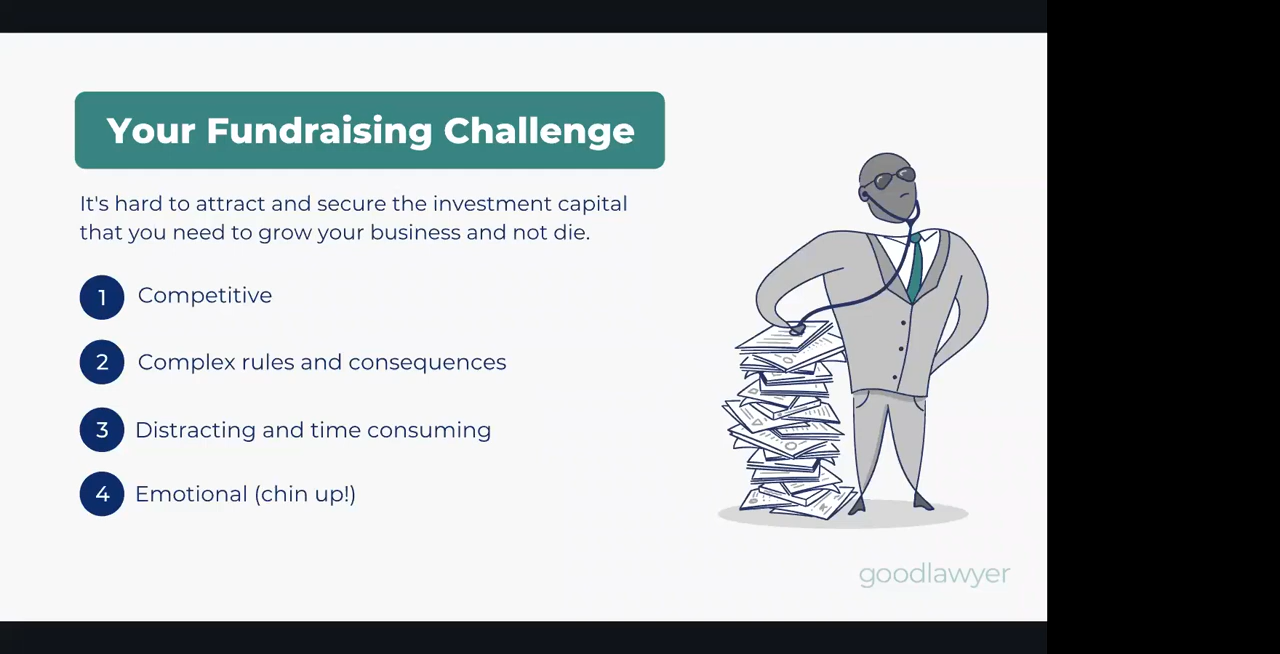 Your Fundraising Challenge
It's hard to attract and secure the investment capital
that you need to grow your business and not die.
1 Competitive
2 Complex rules and consequences
3 Distracting and time consuming
4 Emotional (chin up!)
goodlawyer